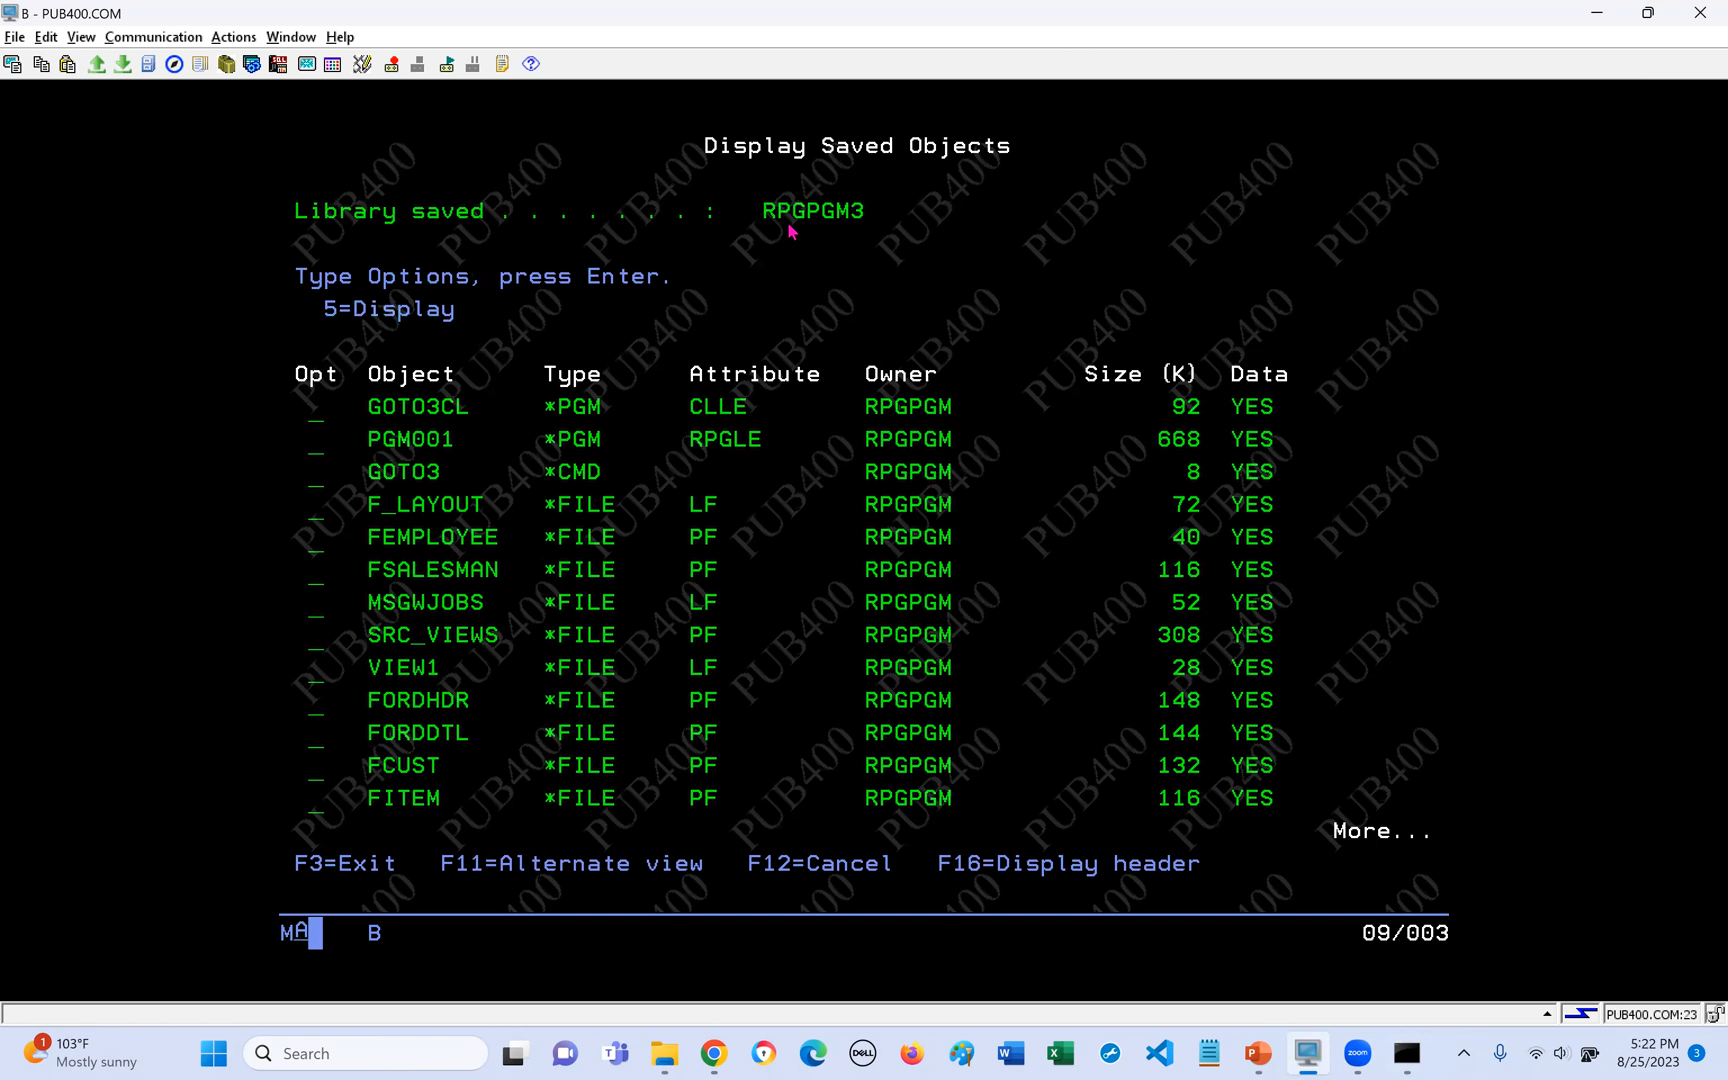 B - PUB400.COM
File Edit View Communication Actions Window Help
Display Saved Objects
Library saved . . . . . . . : RPGPGM3
Type Options, press Enter.
5=Display
Opt Object Type Attribute Owner Size (K) Data
_ GOTO3CL *PGM CLLE RPGPGM 92 YES
_ PGM001 *PGM RPGLE RPGPGM 668 YES
_ GOTO3 *CMD RPGPGM 8 YES
_ F_LAYOUT *FILE LF RPGPGM 72 YES
_ FEMPLOYEE *FILE PF RPGPGM 40 YES
_ FSALESMAN *FILE PF RPGPGM 116 YES
_ MSGWJOBS *FILE LF RPGPGM 52 YES
_ SRC_VIEWS *FILE PF RPGPGM 308 YES
_ VIEW1 *FILE LF RPGPGM 28 YES
_ FORDHDR *FILE PF RPGPGM 148 YES
_ FORDDTL *FILE PF RPGPGM 144 YES
_ FCUST *FILE PF RPGPGM 132 YES
_ FITEM *FILE PF RPGPGM 116 YES
More...
F3=Exit F11=Alternate view F12=Cancel F16=Display header
MA B 09/003
PUB400.COM:23
1 103°F
Mostly sunny
Search
DELL
zoom
5:22 PM
8/25/2023
3